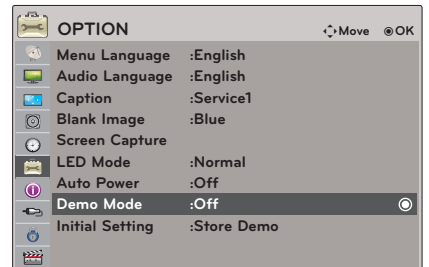 OPTION Move OK
Menu Language :English
Audio Language :English
Caption :Service1
Blank Image :Blue
Screen Capture
LED Mode :Normal
Auto Power :Off
Demo Mode :Off
Initial Setting :Store Demo